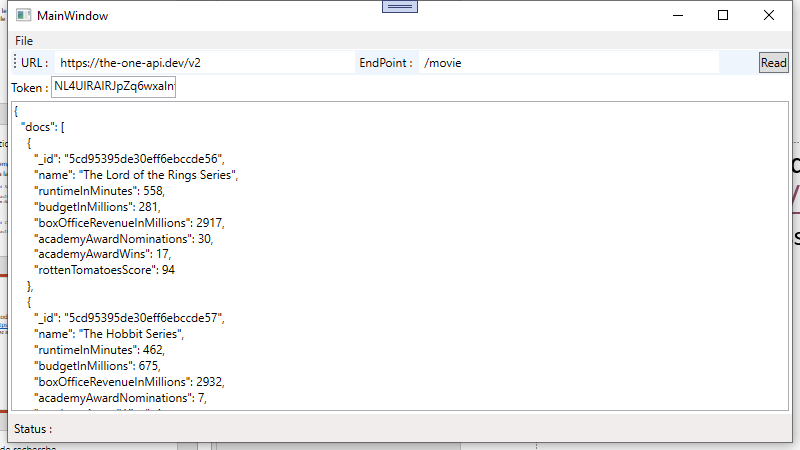 MainWindow
File
URL : https://the-one-api.dev/v2 EndPoint : /movie Read
Token :
{
"docs": [
{
"_id": "5cd95395de30eff6ebccde56",
"name": "The Lord of the Rings Series",
"runtimeInMinutes": 558,
"budgetInMillions": 281,
"boxOfficeRevenueInMillions": 2917,
"academyAwardNominations": 30,
"academyAwardWins": 17,
"rottenTomatoesScore": 94
},
{
"_id": "5cd95395de30eff6ebccde57",
"name": "The Hobbit Series",
"runtimeInMinutes": 462,
"budgetInMillions": 675,
"boxOfficeRevenueInMillions": 2932,
"academyAwardNominations": 7,
Status :
de recherche